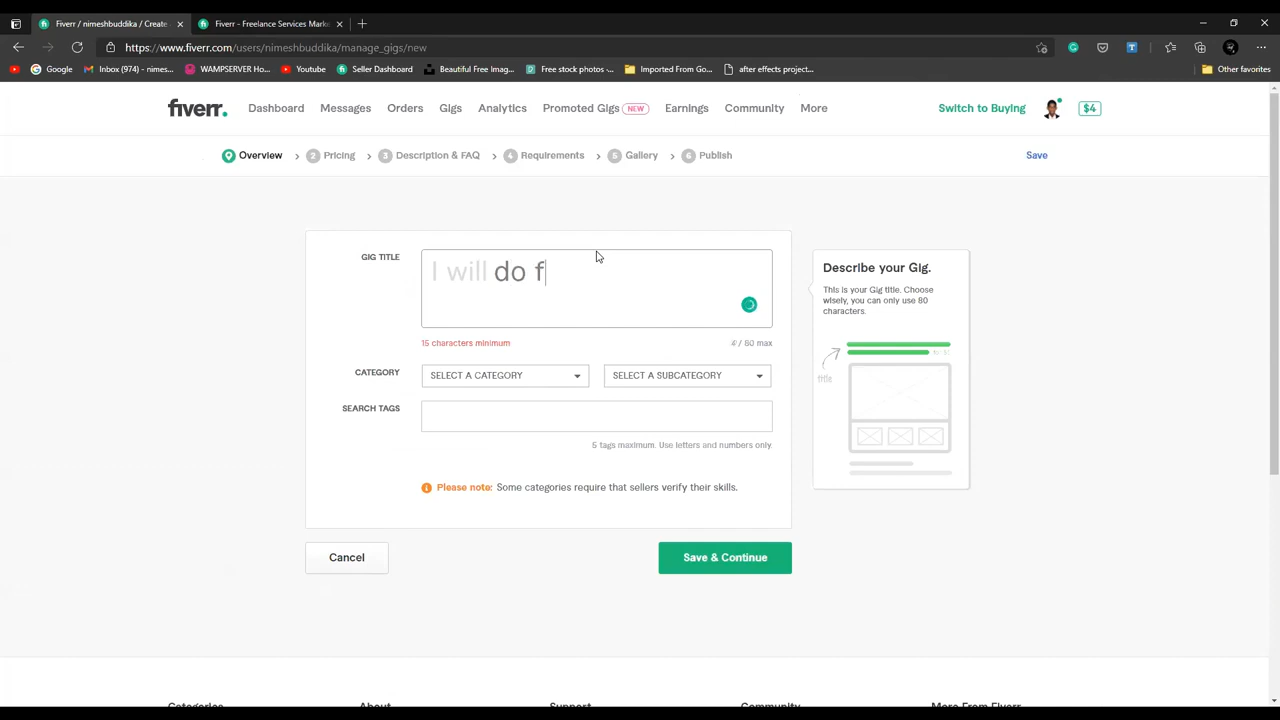 Fiverr / nimeshbuddika / Create
Fiverr - Freelance Services Mark
https://www.fiverr.com/users/nimeshbuddika/manage_gigs/new
Google
Inbox (974) - nimes...
WAMPSERVER Ho...
Youtube
Seller Dashboard
Beautiful Free Imag...
Free stock photos -...
Imported From Go...
after effects project...
Other favorites
fiverr.
Dashboard
Messages
Orders
Gigs
Analytics
Promoted Gigs NEW
Earnings
Community
More
Switch to Buying
$4
Overview
2 Pricing
3 Description & FAQ
4 Requirements
5 Gallery
6 Publish
Save
GIG TITLE
I will do f
15 characters minimum
/ 80 max
CATEGORY
SELECT A CATEGORY
SELECT A SUBCATEGORY
SEARCH TAGS
5 tags maximum. Use letters and numbers only.
Please note: Some categories require that sellers verify their skills.
Cancel
Save & Continue
Describe your Gig.
This is your Gig title. Choose
wisely, you can only use 80
characters.
title
Categories
About
Support
Community
More From Fiverr